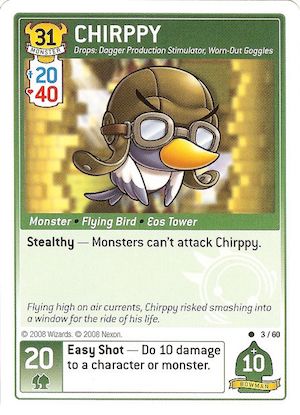 31
MONSTER
CHIRPPY
Drops: Dagger Production Stimulator, Worn-Out Goggles
20
40
Monster • Flying Bird • Eos Tower
Stealthy — Monsters can't attack Chirppy.
Flying high on air currents, Chirppy risked smashing into
a window for the ride of his life.
© 2008 Wizards. © 2008 Nexon.
3 / 60
20
Easy Shot — Do 10 damage
to a character or monster.
10
BOWMAN